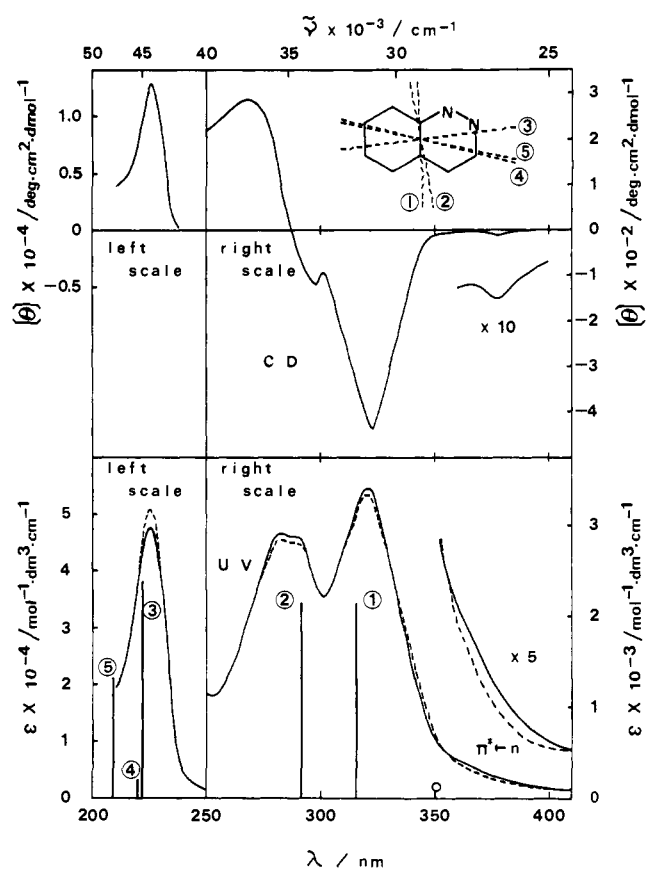 ṽ × 10⁻³ / cm⁻¹
50 45 40 35 30 25
[θ] × 10⁻⁴ / deg·cm²·dmol⁻¹
1.0
0.5
0
−0.5
N
N
③
⑤
④
① ②
3
2
1
0
−1
−2
−3
−4
[θ] × 10⁻² / deg·cm²·dmol⁻¹
left scale
right scale
× 10
C D
left scale
right scale
U V
ε × 10⁻⁴ / mol⁻¹·dm³·cm⁻¹
5
4
3
2
1
0
⑤
④
③
②
①
× 5
π* ← n
3
2
1
0
ε × 10⁻³ / mol⁻¹·dm³·cm⁻¹
200 250 300 350 400
λ / nm